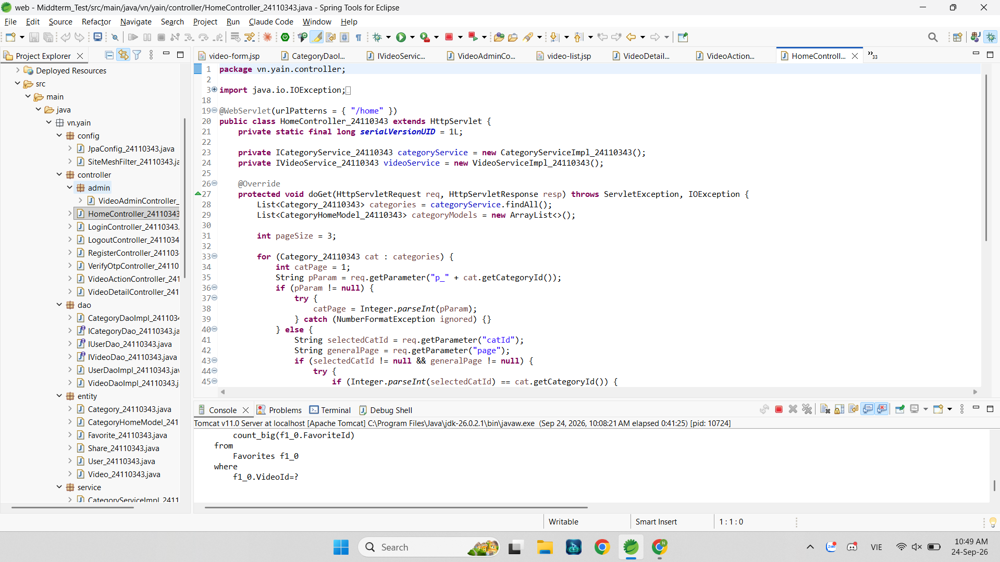 web - Middterm_Test/src/main/java/vn/yain/controller/HomeController_24110343.java - Spring Tools for Eclipse
File Edit Source Refactor Navigate Search Project Run Claude Code Window Help
Project Explorer
video-form.jsp CategoryDaoI... IVideoServic... VideoAdminCo... video-list.jsp VideoDetail... VideoAction... HomeControll... »33
Deployed Resources
src
main
java
vn.yain
config
JpaConfig_24110343.java
SiteMeshFilter_24110343.ja
controller
admin
VideoAdminController_
HomeController_24110343
LoginController_24110343.
LogoutController_2411034
RegisterController_241103
VerifyOtpController_24110
VideoActionController_241
VideoDetailController_241
dao
CategoryDaoImpl_2411034
ICategoryDao_24110343.ja
IUserDao_24110343.java
IVideoDao_24110343.java
UserDaoImpl_24110343.jav
VideoDaoImpl_24110343.j
entity
Category_24110343.java
CategoryHomeModel_241
Favorite_24110343.java
Share_24110343.java
User_24110343.java
Video_24110343.java
service
CategoryServiceImpl_2411
1 package vn.yain.controller;
2
3 import java.io.IOException;
18
19 @WebServlet(urlPatterns = { "/home" })
20 public class HomeController_24110343 extends HttpServlet {
21 private static final long serialVersionUID = 1L;
22
23 private ICategoryService_24110343 categoryService = new CategoryServiceImpl_24110343();
24 private IVideoService_24110343 videoService = new VideoServiceImpl_24110343();
25
26 @Override
27 protected void doGet(HttpServletRequest req, HttpServletResponse resp) throws ServletException, IOException {
28 List<Category_24110343> categories = categoryService.findAll();
29 List<CategoryHomeModel_24110343> categoryModels = new ArrayList<>();
30
31 int pageSize = 3;
32
33 for (Category_24110343 cat : categories) {
34 int catPage = 1;
35 String pParam = req.getParameter("p_" + cat.getCategoryId());
36 if (pParam != null) {
37 try {
38 catPage = Integer.parseInt(pParam);
39 } catch (NumberFormatException ignored) {}
40 } else {
41 String selectedCatId = req.getParameter("catId");
42 String generalPage = req.getParameter("page");
43 if (selectedCatId != null && generalPage != null) {
44 try {
45 if (Integer.parseInt(selectedCatId) == cat.getCategoryId()) {
Console Problems Terminal Debug Shell
Tomcat v11.0 Server at localhost [Apache Tomcat] C:\Program Files\Java\jdk-26.0.2.1\bin\javaw.exe (Sep 24, 2026, 10:08:21 AM elapsed 0:41:25) [pid: 10724]
count_big(f1_0.FavoriteId)
from
Favorites f1_0
where
f1_0.VideoId=?
Writable Smart Insert 1 : 1 : 0
Search
Zalo
N
VIE
10:49 AM
24-Sep-26